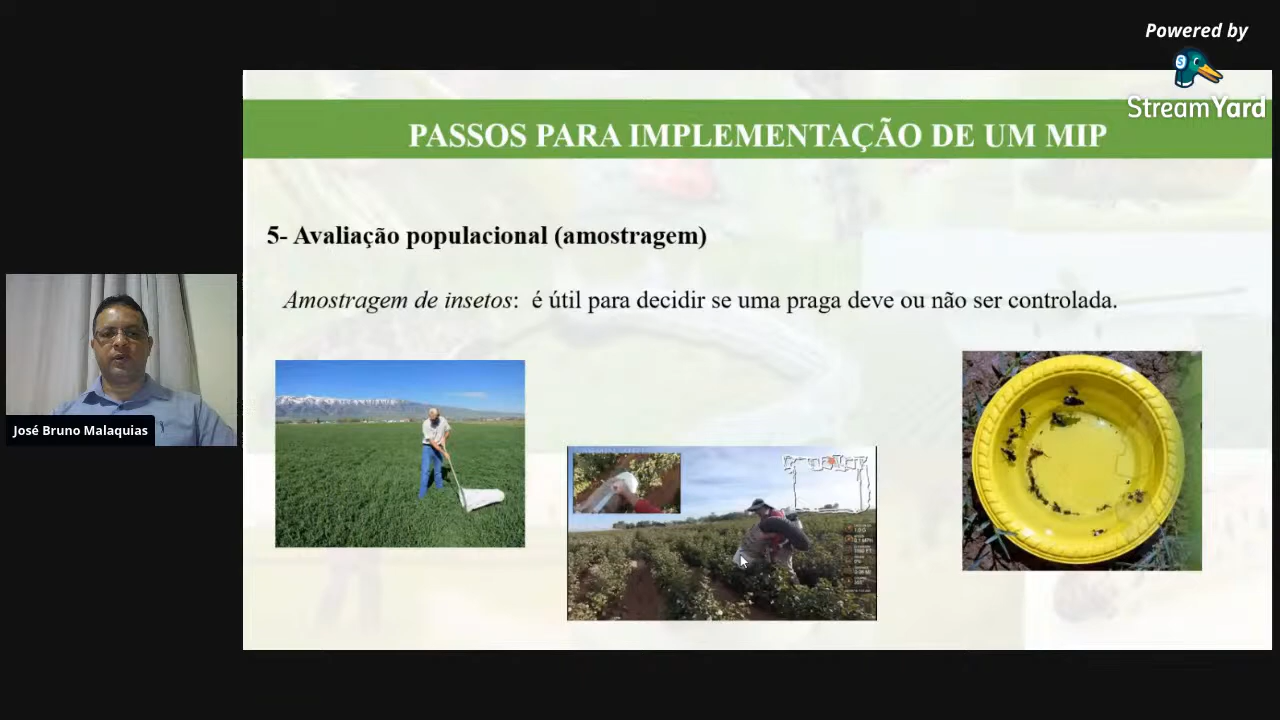 Powered by
StreamYard
PASSOS PARA IMPLEMENTAÇÃO DE UM MIP
5- Avaliação populacional (amostragem)
Amostragem de insetos: é útil para decidir se uma praga deve ou não ser controlada.
José Bruno Malaquias